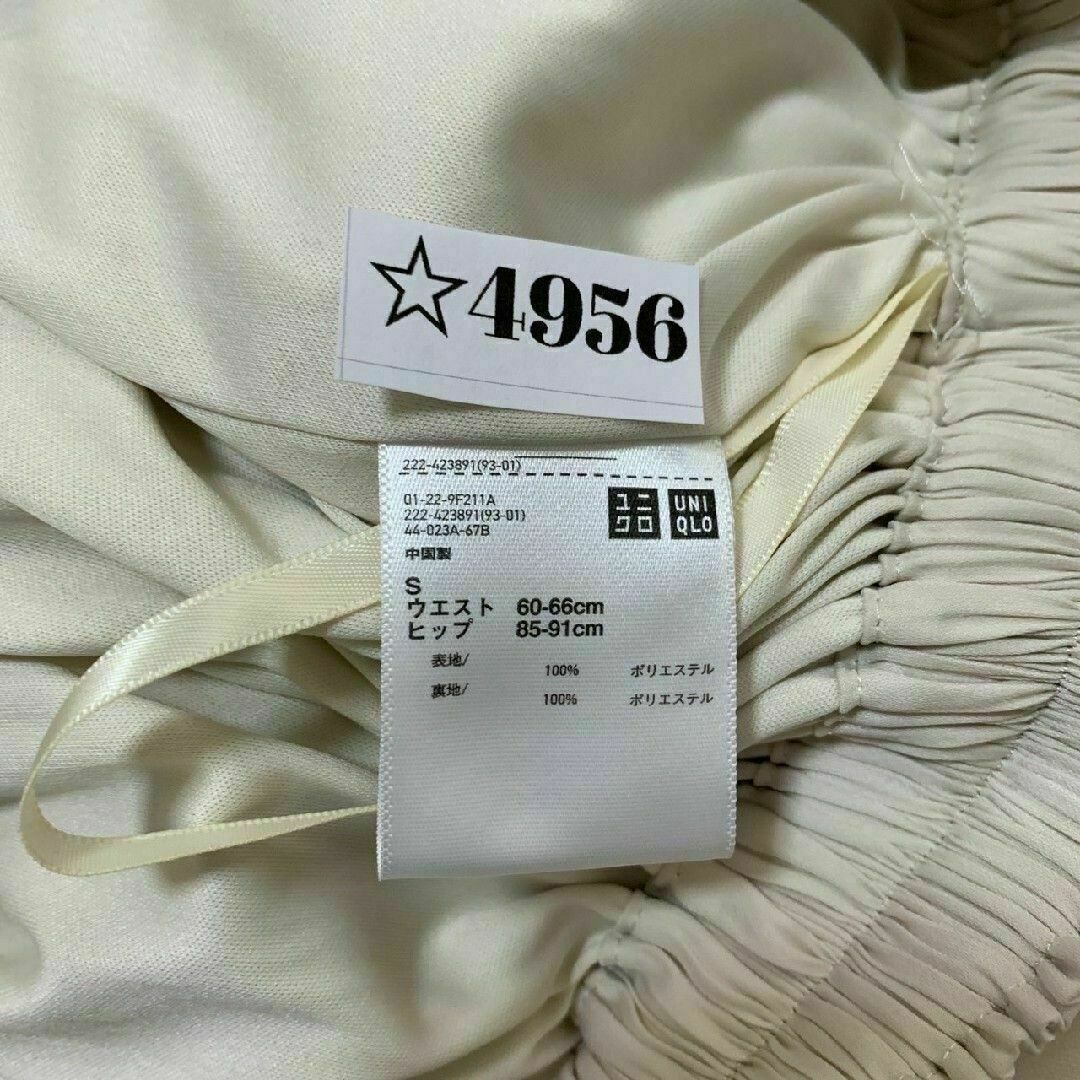 ☆4956
222-423891(93-01)
01-22-9F211A
222-423891(93-01)
44-023A-67B
中国製
ユニ
クロ
UNI
QLO
S
ウエスト 60-66cm
ヒップ 85-91cm
表地/ 100% ポリエステル
裏地/ 100% ポリエステル